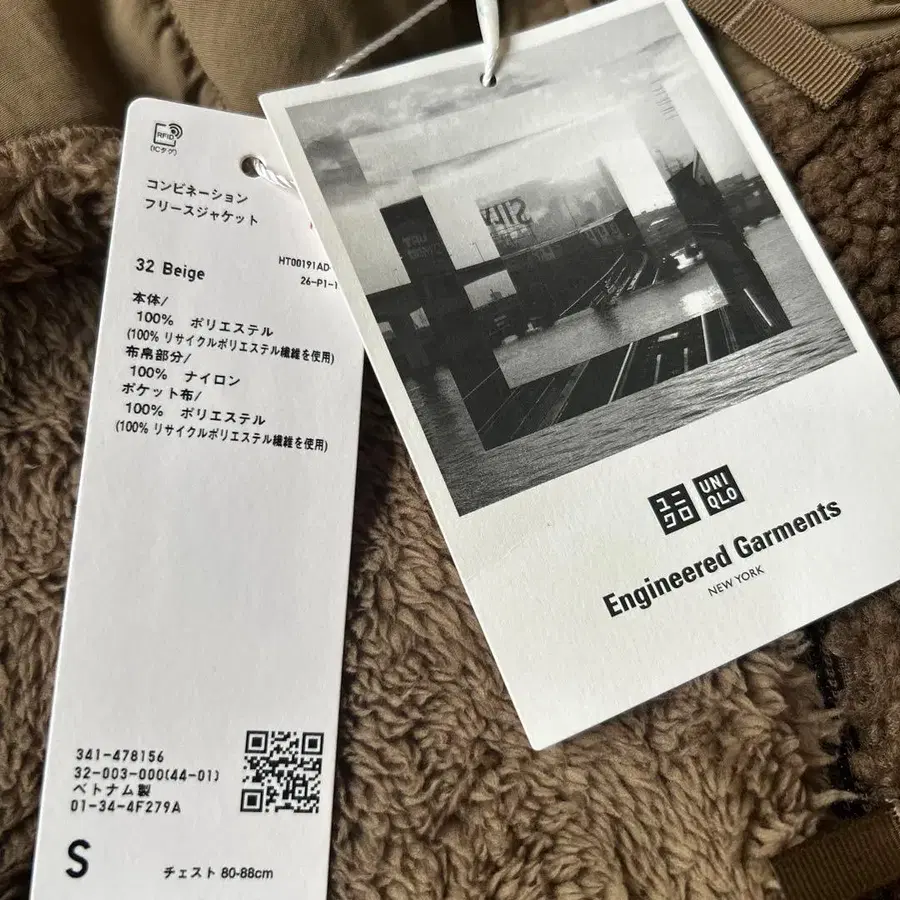 RFID
(ICタグ)
コンビネーション
フリースジャケット
32 Beige
HT00191AD-
26-P1-1
本体/
100% ポリエステル
(100% リサイクルポリエステル繊維を使用)
布帛部分/
100% ナイロン
ポケット布/
100% ポリエステル
(100% リサイクルポリエステル繊維を使用)
341-478156
32-003-000(44-01)
ベトナム製
01-34-4F279A
S
チェスト 80-88cm
ユニ
クロ
UNI
QLO
Engineered Garments
NEW YORK